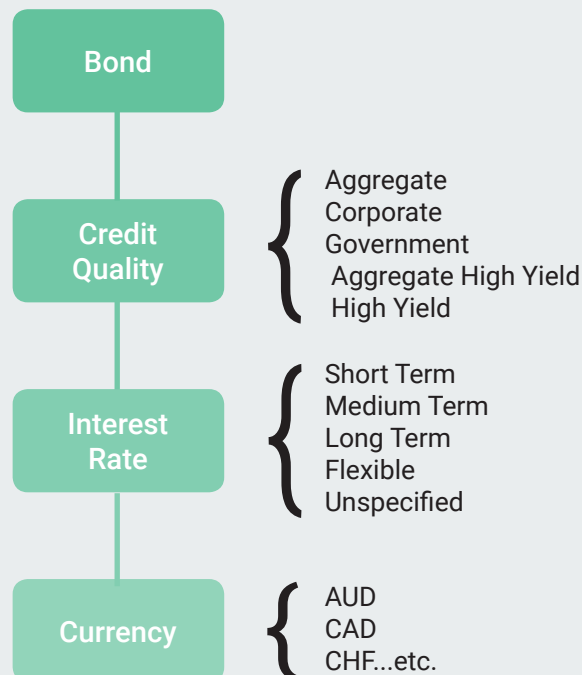 Bond
Credit
Quality
Aggregate
Corporate
Government
Aggregate High Yield
High Yield
Interest
Rate
Short Term
Medium Term
Long Term
Flexible
Unspecified
Currency
AUD
CAD
CHF...etc.